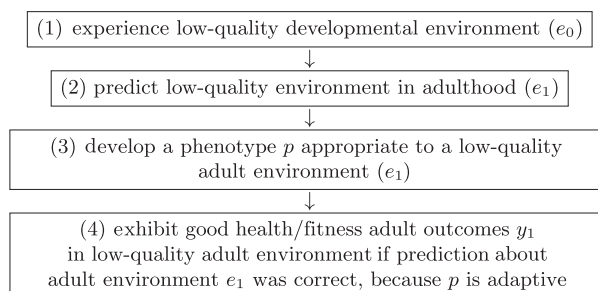 (1) experience low-quality developmental environment (e₀)
↓
(2) predict low-quality environment in adulthood (e₁)
↓
(3) develop a phenotype p appropriate to a low-quality
adult environment (e₁)
↓
(4) exhibit good health/fitness adult outcomes y₁
in low-quality adult environment if prediction about
adult environment e₁ was correct, because p is adaptive